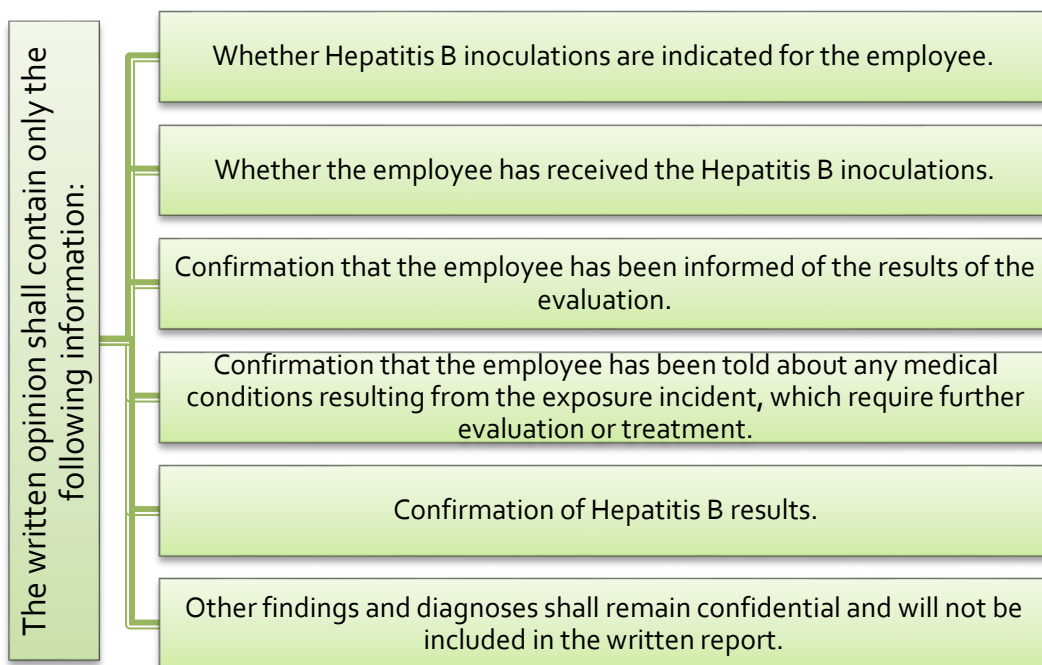 The written opinion shall contain only the
following information:
Whether Hepatitis B inoculations are indicated for the employee.
Whether the employee has received the Hepatitis B inoculations.
Confirmation that the employee has been informed of the results of the
evaluation.
Confirmation that the employee has been told about any medical
conditions resulting from the exposure incident, which require further
evaluation or treatment.
Confirmation of Hepatitis B results.
Other findings and diagnoses shall remain confidential and will not be
included in the written report.